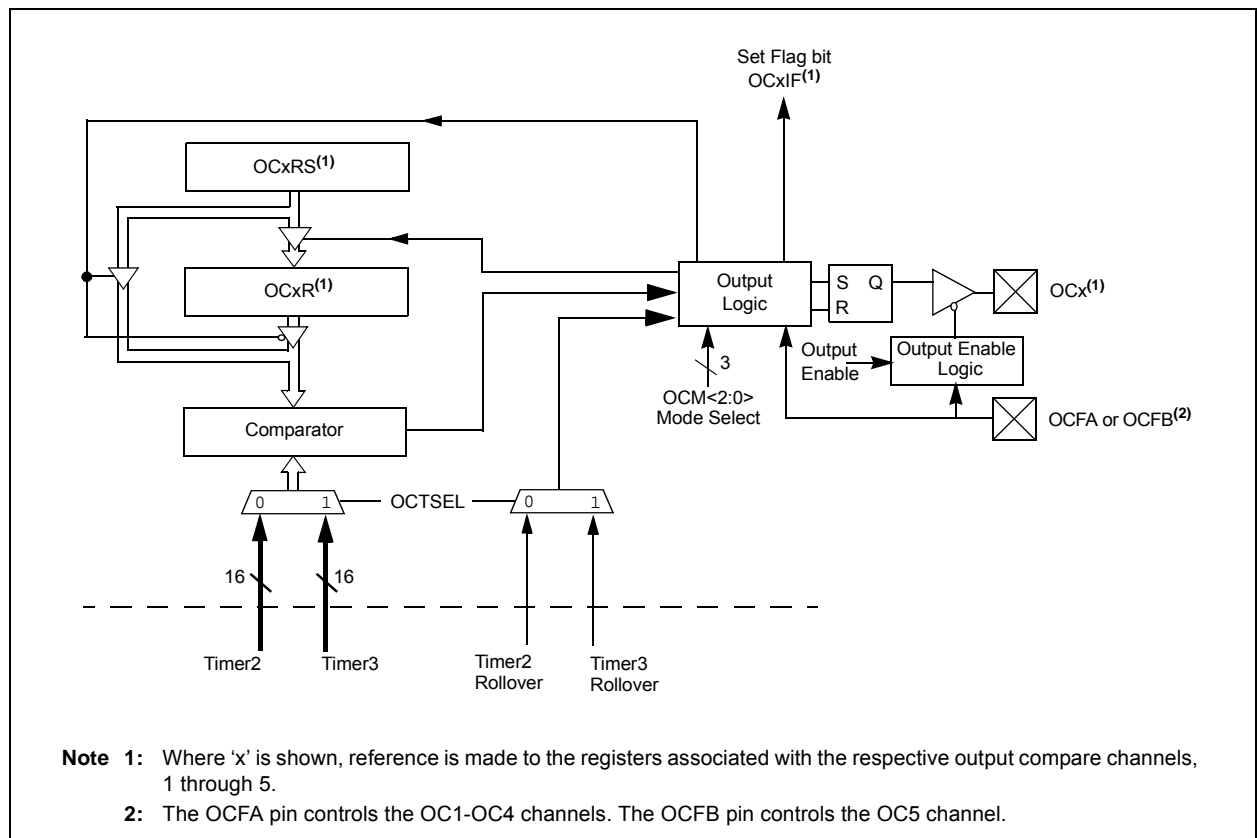 Set Flag bit
OCxIF(1)
OCxRS(1)
OCxR(1)
Output
Logic
S Q
R
OCx(1)
Output
Enable
Output Enable
Logic
3
OCM<2:0>
Mode Select
OCFA or OCFB(2)
Comparator
0 1
OCTSEL
0 1
16 16
Timer2 Timer3
Timer2
Rollover
Timer3
Rollover
Note 1: Where ‘x’ is shown, reference is made to the registers associated with the respective output compare channels,
1 through 5.
2: The OCFA pin controls the OC1-OC4 channels. The OCFB pin controls the OC5 channel.